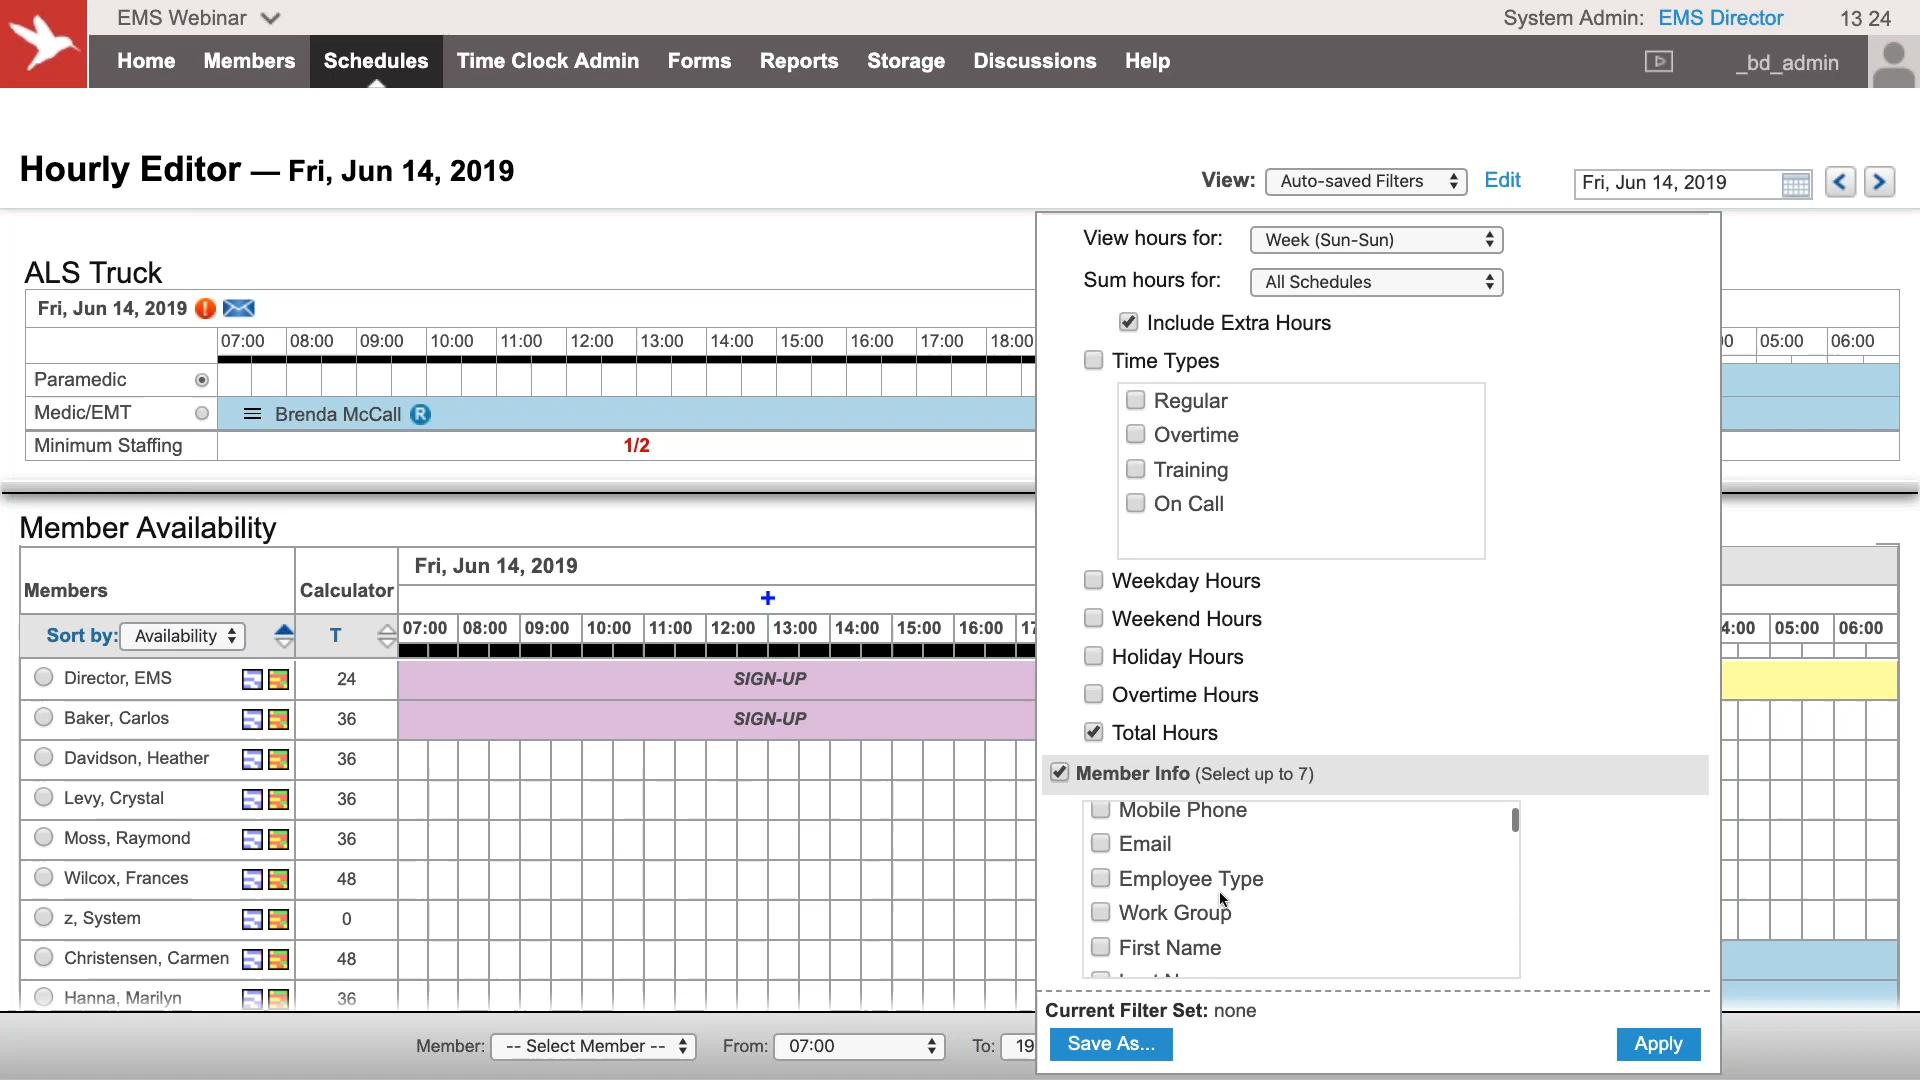 EMS Webinar
System Admin: EMS Director 13 24
Home Members Schedules Time Clock Admin Forms Reports Storage Discussions Help _bd_admin
Hourly Editor — Fri, Jun 14, 2019
View: Auto-saved Filters Edit Fri, Jun 14, 2019
ALS Truck
Fri, Jun 14, 2019
07:00 08:00 09:00 10:00 11:00 12:00 13:00 14:00 15:00 16:00 17:00 18:00 05:00 06:00
Paramedic
Medic/EMT Brenda McCall R
Minimum Staffing 1/2
Member Availability
Fri, Jun 14, 2019
Members Calculator
+
Sort by: Availability T 07:00 08:00 09:00 10:00 11:00 12:00 13:00 14:00 15:00 16:00 4:00 05:00 06:00
Director, EMS 24 SIGN-UP
Baker, Carlos 36 SIGN-UP
Davidson, Heather 36
Levy, Crystal 36
Moss, Raymond 36
Wilcox, Frances 48
z, System 0
Christensen, Carmen 48
Hanna, Marilyn 36
View hours for: Week (Sun-Sun)
Sum hours for: All Schedules
Include Extra Hours
Time Types
Regular
Overtime
Training
On Call
Weekday Hours
Weekend Hours
Holiday Hours
Overtime Hours
Total Hours
Member Info (Select up to 7)
Mobile Phone
Email
Employee Type
Work Group
First Name
Current Filter Set: none
Save As... Apply
Member: -- Select Member -- From: 07:00 To: 19